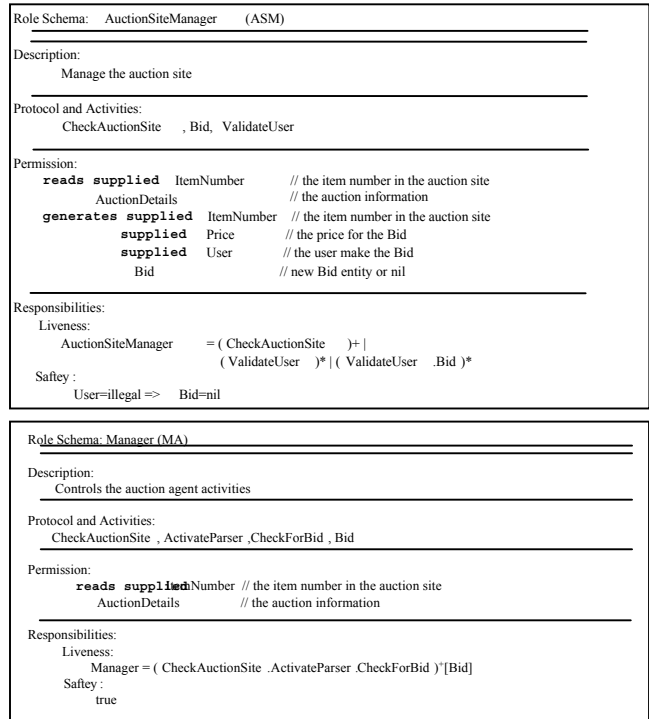 Role Schema: AuctionSiteManager (ASM)
Description:
Manage the auction site
Protocol and Activities:
CheckAuctionSite , Bid, ValidateUser
Permission:
reads supplied ItemNumber // the item number in the auction site
AuctionDetails // the auction information
generates supplied ItemNumber // the item number in the auction site
supplied Price // the price for the Bid
supplied User // the user make the Bid
Bid // new Bid entity or nil
Responsibilities:
Liveness:
AuctionSiteManager = ( CheckAuctionSite )+ |
( ValidateUser )* | ( ValidateUser .Bid )*
Saftey :
User=illegal => Bid=nil
Role Schema: Manager (MA)
Description:
Controls the auction agent activities
Protocol and Activities:
CheckAuctionSite , ActivateParser ,CheckForBid , Bid
Permission:
reads supplied ItemNumber // the item number in the auction site
AuctionDetails // the auction information
Responsibilities:
Liveness:
Manager = ( CheckAuctionSite .ActivateParser .CheckForBid )+[Bid]
Saftey :
true